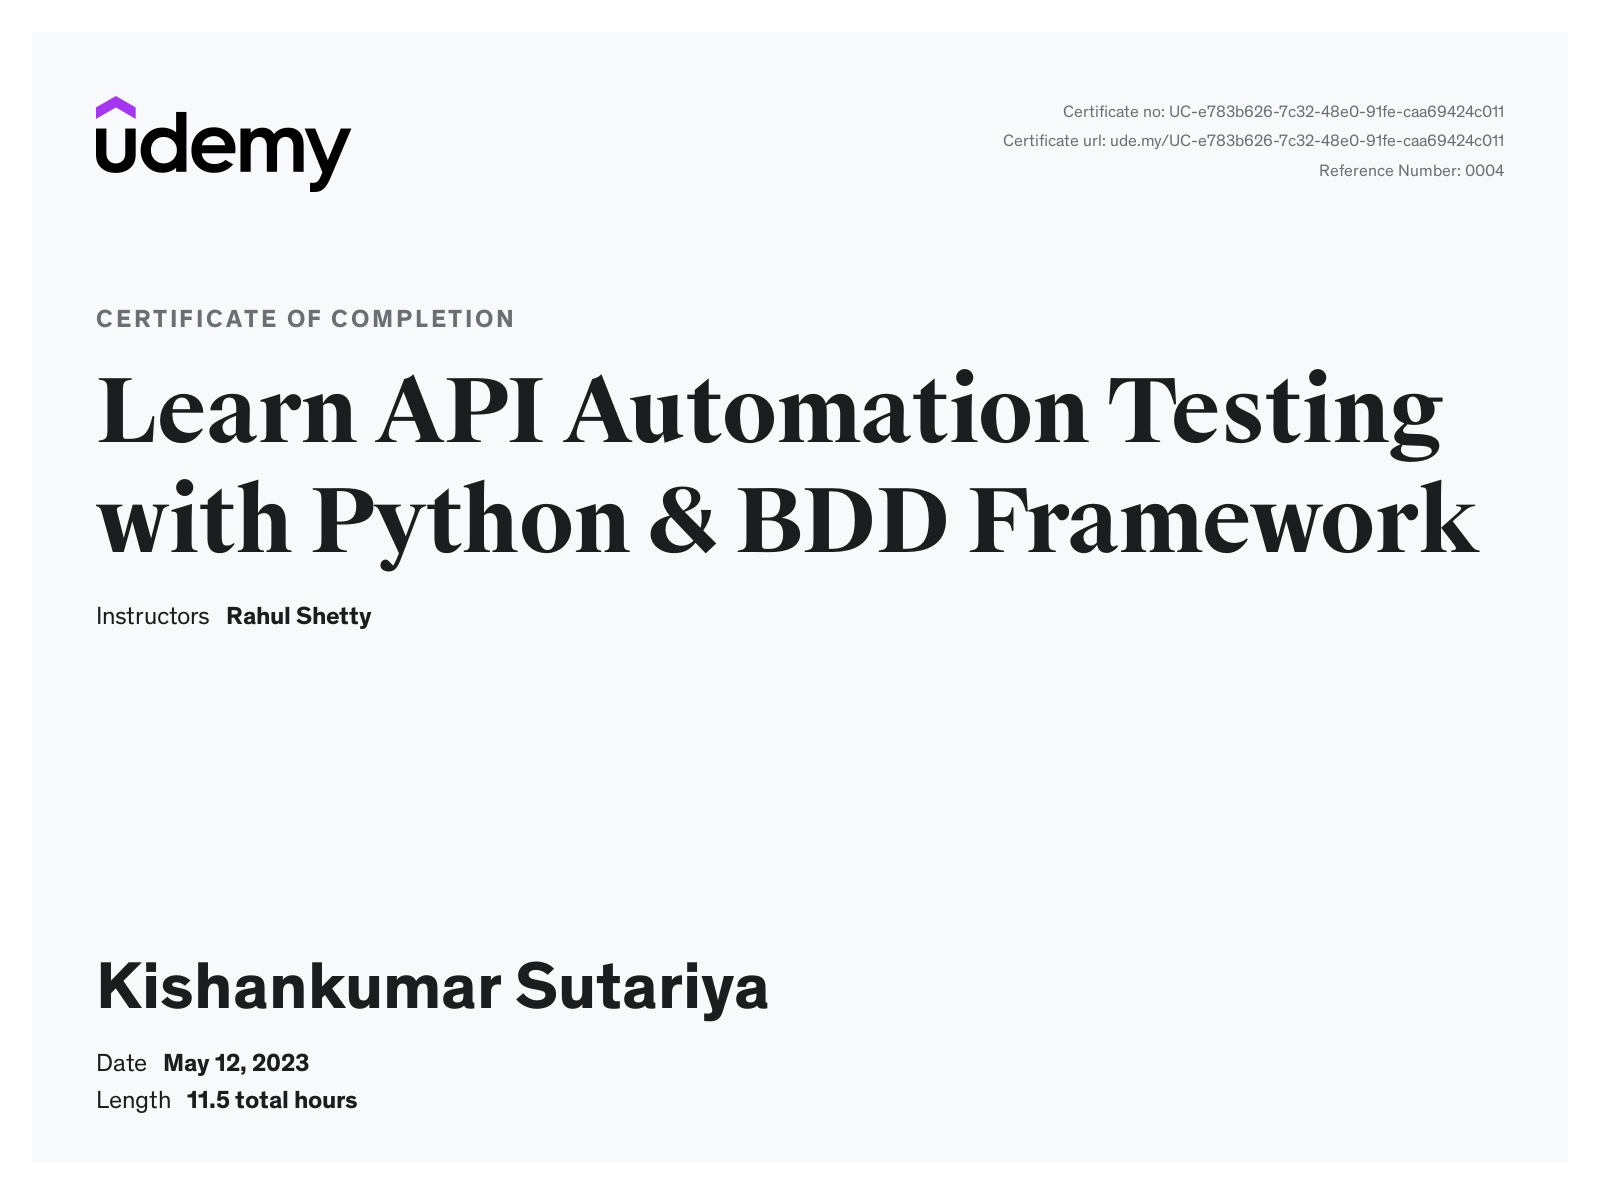 udemy
Certificate no: UC-e783b626-7c32-48e0-91fe-caa69424c011
Certificate url: ude.my/UC-e783b626-7c32-48e0-91fe-caa69424c011
Reference Number: 0004
CERTIFICATE OF COMPLETION
Learn API Automation Testing
with Python & BDD Framework
Instructors Rahul Shetty
Kishankumar Sutariya
Date May 12, 2023
Length 11.5 total hours